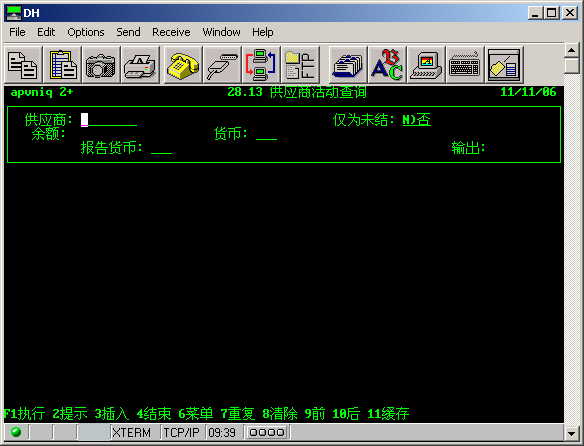 DH
File Edit Options Send Receive Window Help
apvniq 2+ 28.13 供应商活动查询 11/11/06
供应商: 仅为未结: N)否
余额: 货币:
报告货币: 输出:
F1执行 2提示 3插入 4结束 6菜单 7重复 8清除 9前 10后 11缓存
XTERM TCP/IP 09:39